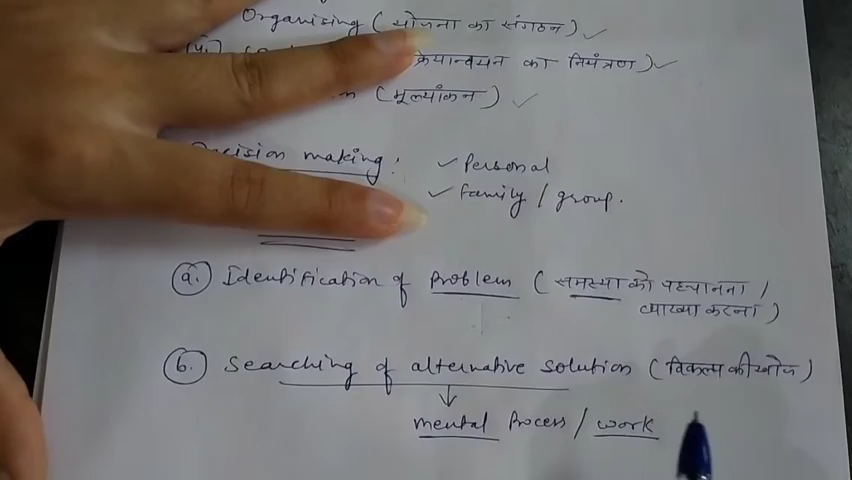 Organising (योजना का संगठन)
का नियंत्रण)
(मूल्यांकन)
Decision making: Personal
Family / group.
a. Identification of Problem (समस्या को पहचानना /
व्याख्या करना)
b. Searching of alternative solution (विकल्प की खोज)
mental Process / work